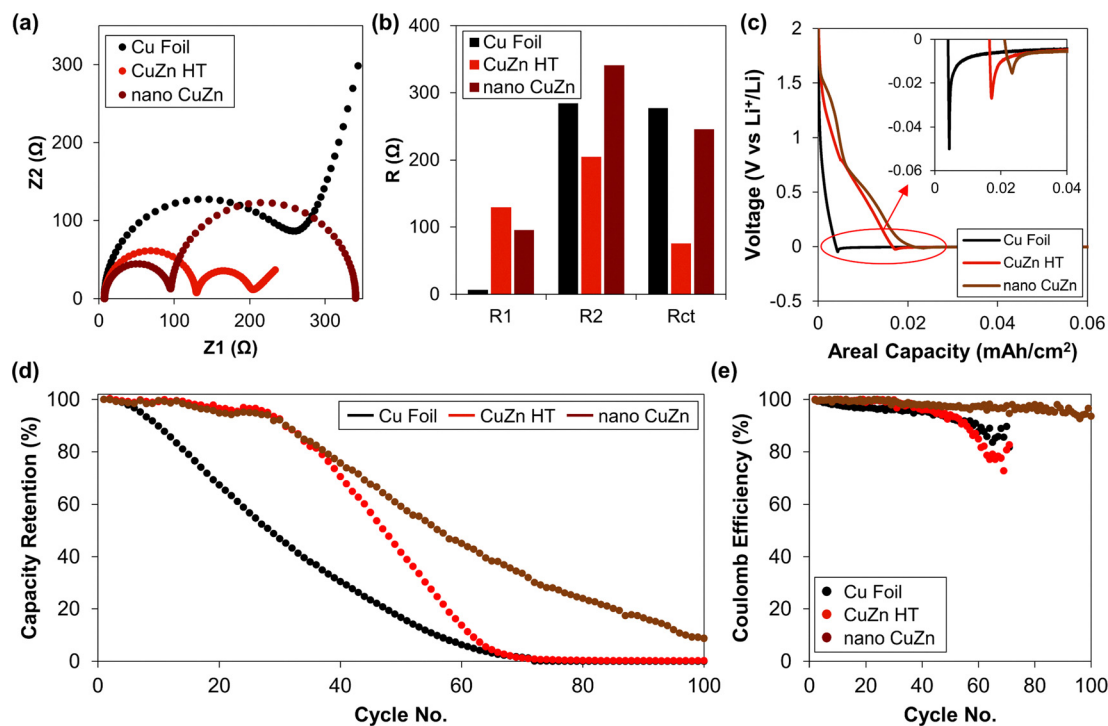 (a)
Z2 (Ω)
300
200
100
0
Cu Foil
CuZn HT
nano CuZn
0 100 200 300
Z1 (Ω)
(b)
R (Ω)
400
300
200
100
0
Cu Foil
CuZn HT
nano CuZn
R1 R2 Rct
(c)
Voltage (V vs Li⁺/Li)
2
1.5
1
0.5
0
-0.5
0
-0.02
-0.04
-0.06
0 0.02 0.04
Cu Foil
CuZn HT
nano CuZn
0 0.02 0.04 0.06
Areal Capacity (mAh/cm²)
(d)
Capacity Retention (%)
100
80
60
40
20
0
Cu Foil CuZn HT nano CuZn
0 20 40 60 80 100
Cycle No.
(e)
Coulomb Efficiency (%)
100
80
60
40
20
0
Cu Foil
CuZn HT
nano CuZn
0 20 40 60 80 100
Cycle No.